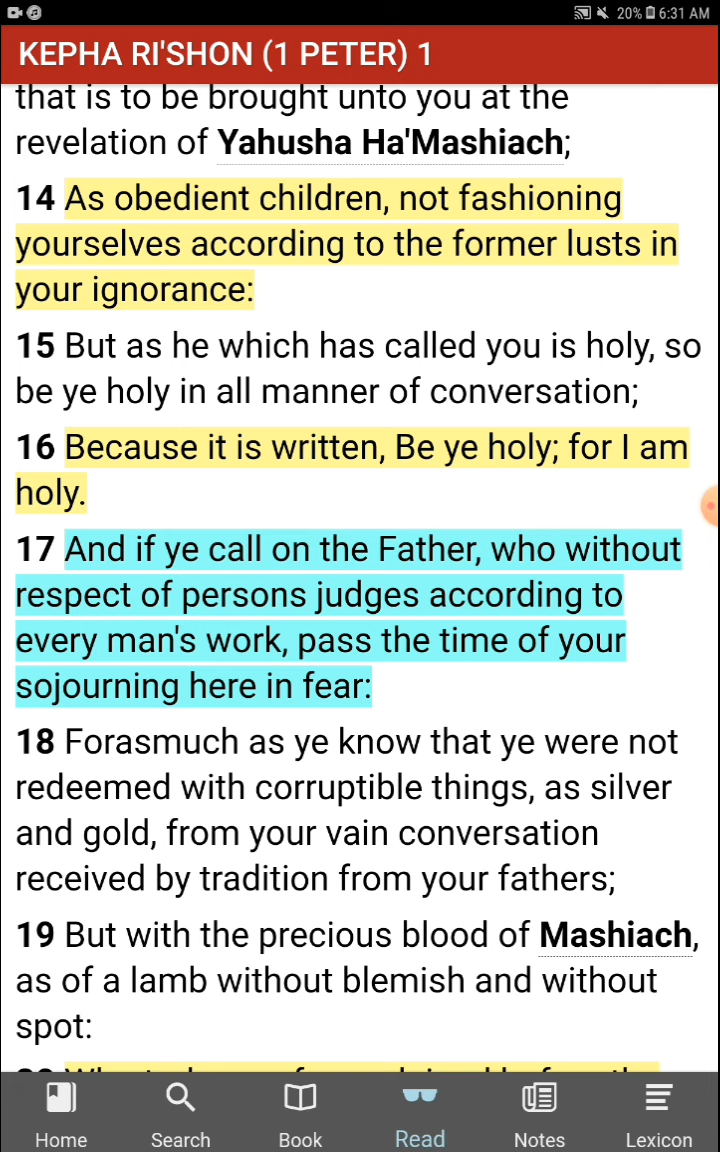 20% 6:31 AM
KEPHA RI'SHON (1 PETER) 1
that is to be brought unto you at the
revelation of Yahusha Ha'Mashiach;
14 As obedient children, not fashioning
yourselves according to the former lusts in
your ignorance:
15 But as he which has called you is holy, so
be ye holy in all manner of conversation;
16 Because it is written, Be ye holy; for I am
holy.
17 And if ye call on the Father, who without
respect of persons judges according to
every man's work, pass the time of your
sojourning here in fear:
18 Forasmuch as ye know that ye were not
redeemed with corruptible things, as silver
and gold, from your vain conversation
received by tradition from your fathers;
19 But with the precious blood of Mashiach,
as of a lamb without blemish and without
spot:
Home Search Book Read Notes Lexicon